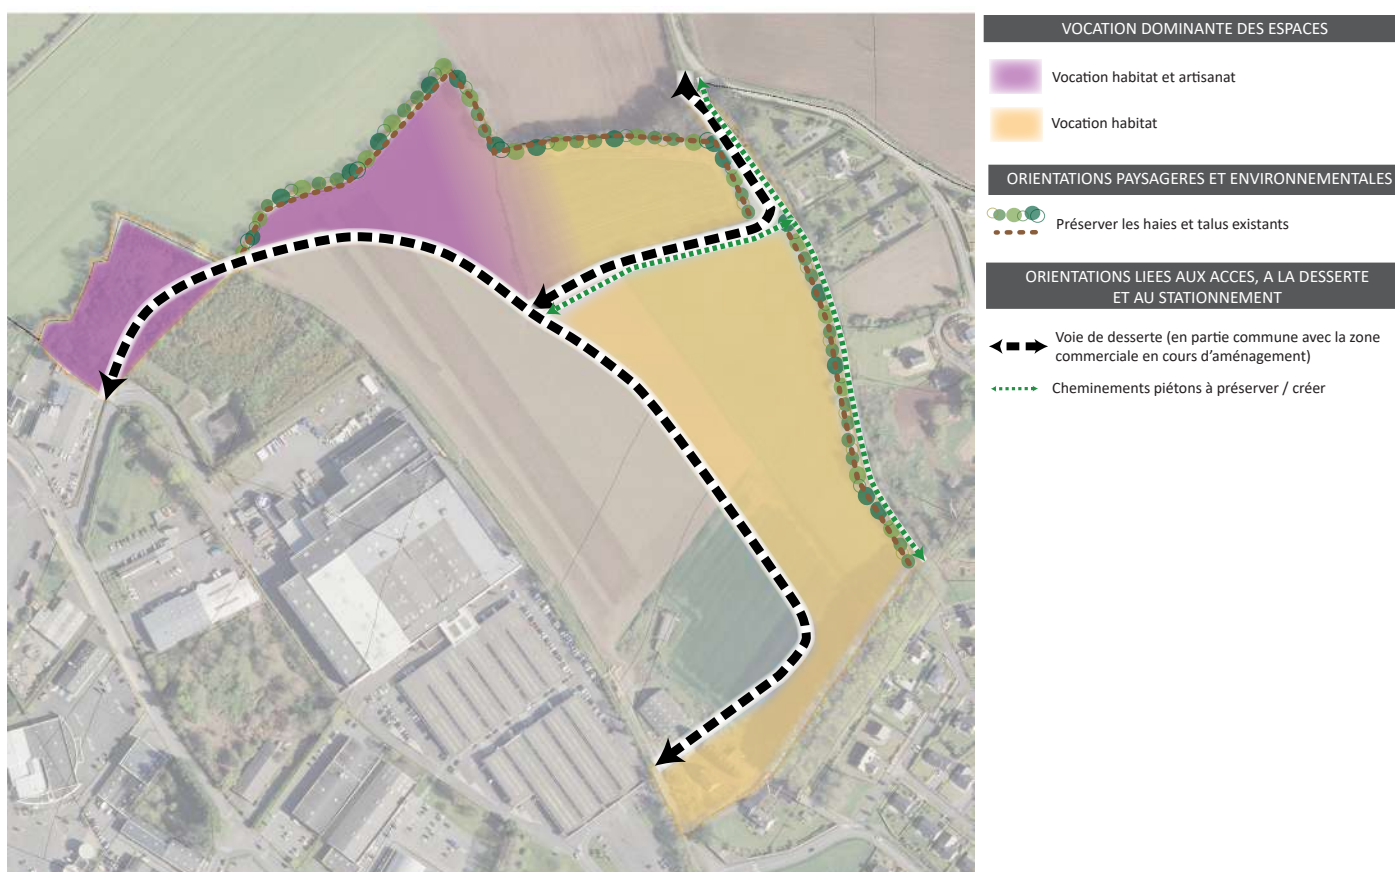 VOCATION DOMINANTE DES ESPACES
Vocation habitat et artisanat
Vocation habitat
ORIENTATIONS PAYSAGERES ET ENVIRONNEMENTALES
Préserver les haies et talus existants
ORIENTATIONS LIEES AUX ACCES, A LA DESSERTE
ET AU STATIONNEMENT
Voie de desserte (en partie commune avec la zone
commerciale en cours d’aménagement)
Cheminements piétons à préserver / créer